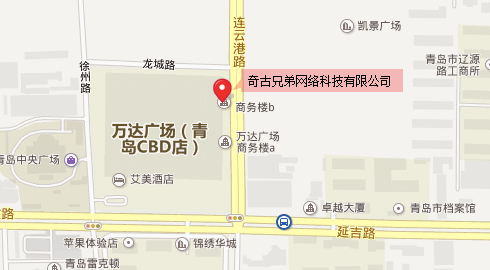 连云港路
凯景广场
徐州路
龙城路
青岛市辽源
路工商所
奇古兄弟网络科技有限公司
商务楼b
万达广场（青
岛CBD店）
万达广场
商务楼a
青岛中央广场
艾美酒店
卓越大厦
青岛市档案馆
路
延吉路
苹果体验店
锦绣华城
青岛雷克顿